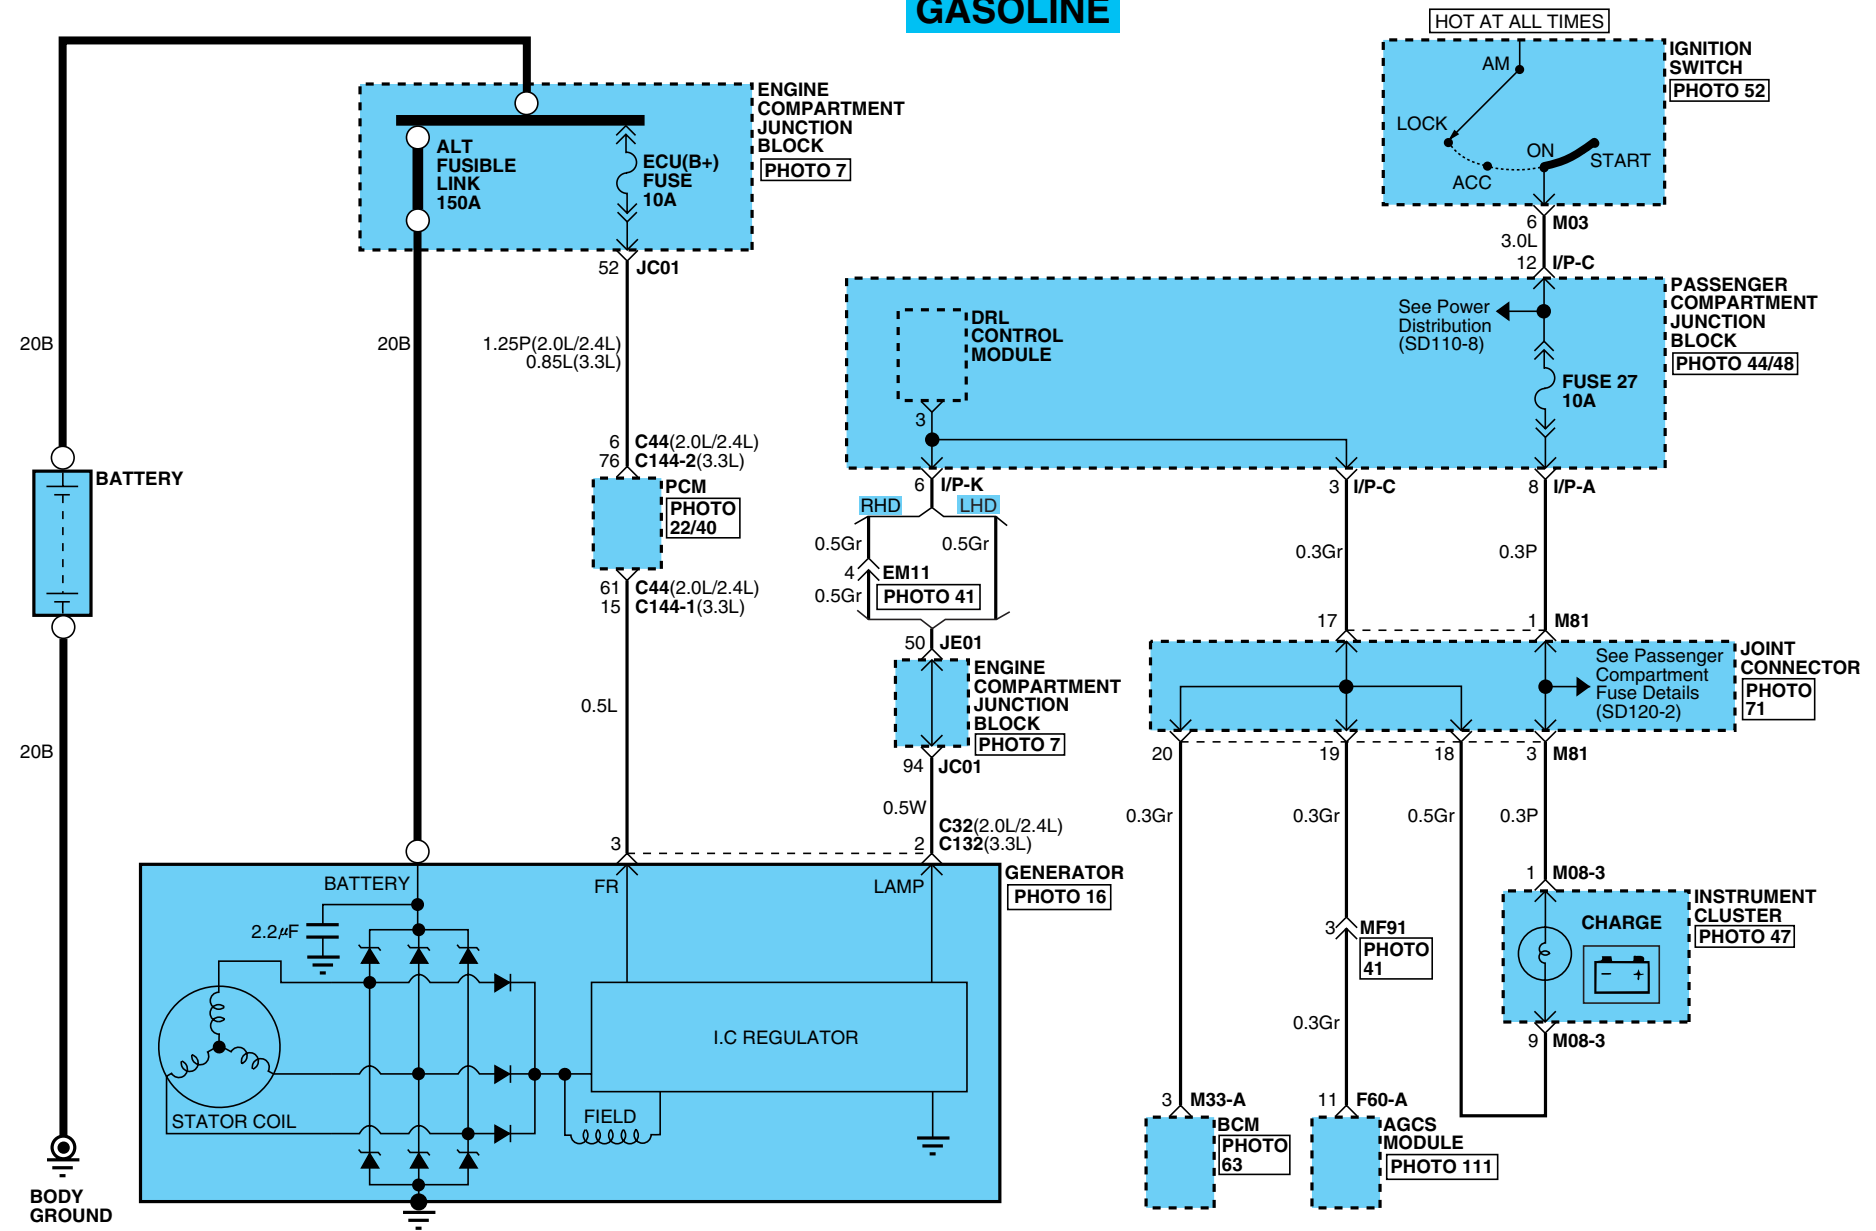 GASOLINE
HOT AT ALL TIMES
IGNITION
SWITCH
PHOTO 52
AM
LOCK
ACC
ON
START
6 M03
3.0L
12 I/P-C
ENGINE
COMPARTMENT
JUNCTION
BLOCK
PHOTO 7
ALT
FUSIBLE
LINK
150A
ECU(B+)
FUSE
10A
52 JC01
20B
20B
1.25P(2.0L/2.4L)
0.85L(3.3L)
6 C44(2.0L/2.4L)
76 C144-2(3.3L)
PCM
PHOTO
22/40
61 C44(2.0L/2.4L)
15 C144-1(3.3L)
0.5L
BATTERY
20B
BODY
GROUND
PASSENGER
COMPARTMENT
JUNCTION
BLOCK
PHOTO 44/48
DRL
CONTROL
MODULE
3
See Power
Distribution
(SD110-8)
FUSE 27
10A
6 I/P-K
3 I/P-C
8 I/P-A
RHD
LHD
0.5Gr
0.5Gr
4 EM11
PHOTO 41
0.5Gr
50 JE01
ENGINE
COMPARTMENT
JUNCTION
BLOCK
PHOTO 7
94 JC01
0.5W
C32(2.0L/2.4L)
C132(3.3L)
3
2
0.3Gr
0.3P
17
1 M81
JOINT
CONNECTOR
PHOTO
71
See Passenger
Compartment
Fuse Details
(SD120-2)
20
19
18
3 M81
0.3Gr
0.3Gr
0.5Gr
0.3P
1 M08-3
INSTRUMENT
CLUSTER
PHOTO 47
CHARGE
- +
9 M08-3
3 MF91
PHOTO
41
0.3Gr
3 M33-A
BCM
PHOTO
63
11 F60-A
AGCS
MODULE
PHOTO 111
GENERATOR
PHOTO 16
BATTERY
FR
LAMP
2.2µF
I.C REGULATOR
STATOR COIL
FIELD